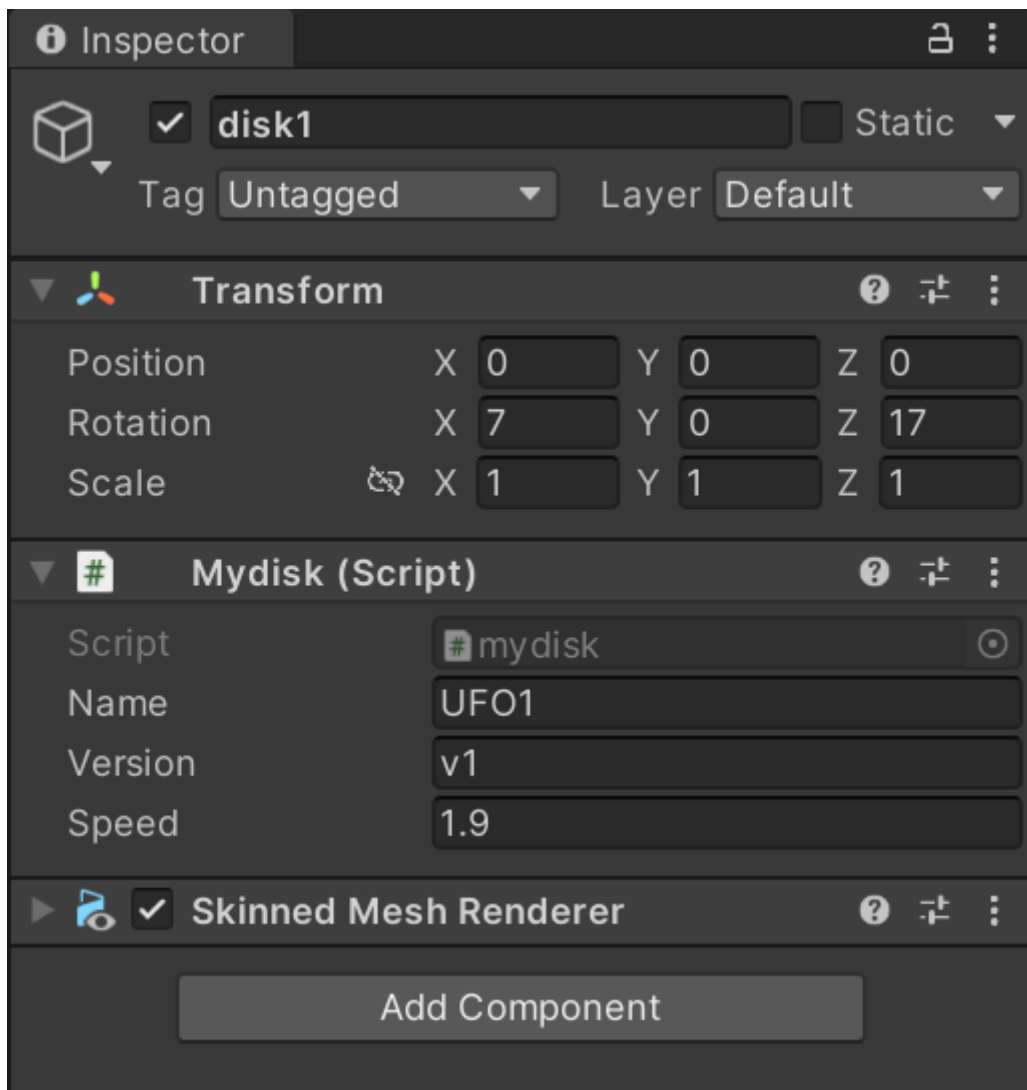 Inspector
disk1 Static
Tag Untagged Layer Default
Transform
Position X 0 Y 0 Z 0
Rotation X 7 Y 0 Z 17
Scale X 1 Y 1 Z 1
# Mydisk (Script)
Script # mydisk
Name UFO1
Version v1
Speed 1.9
Skinned Mesh Renderer
Add Component